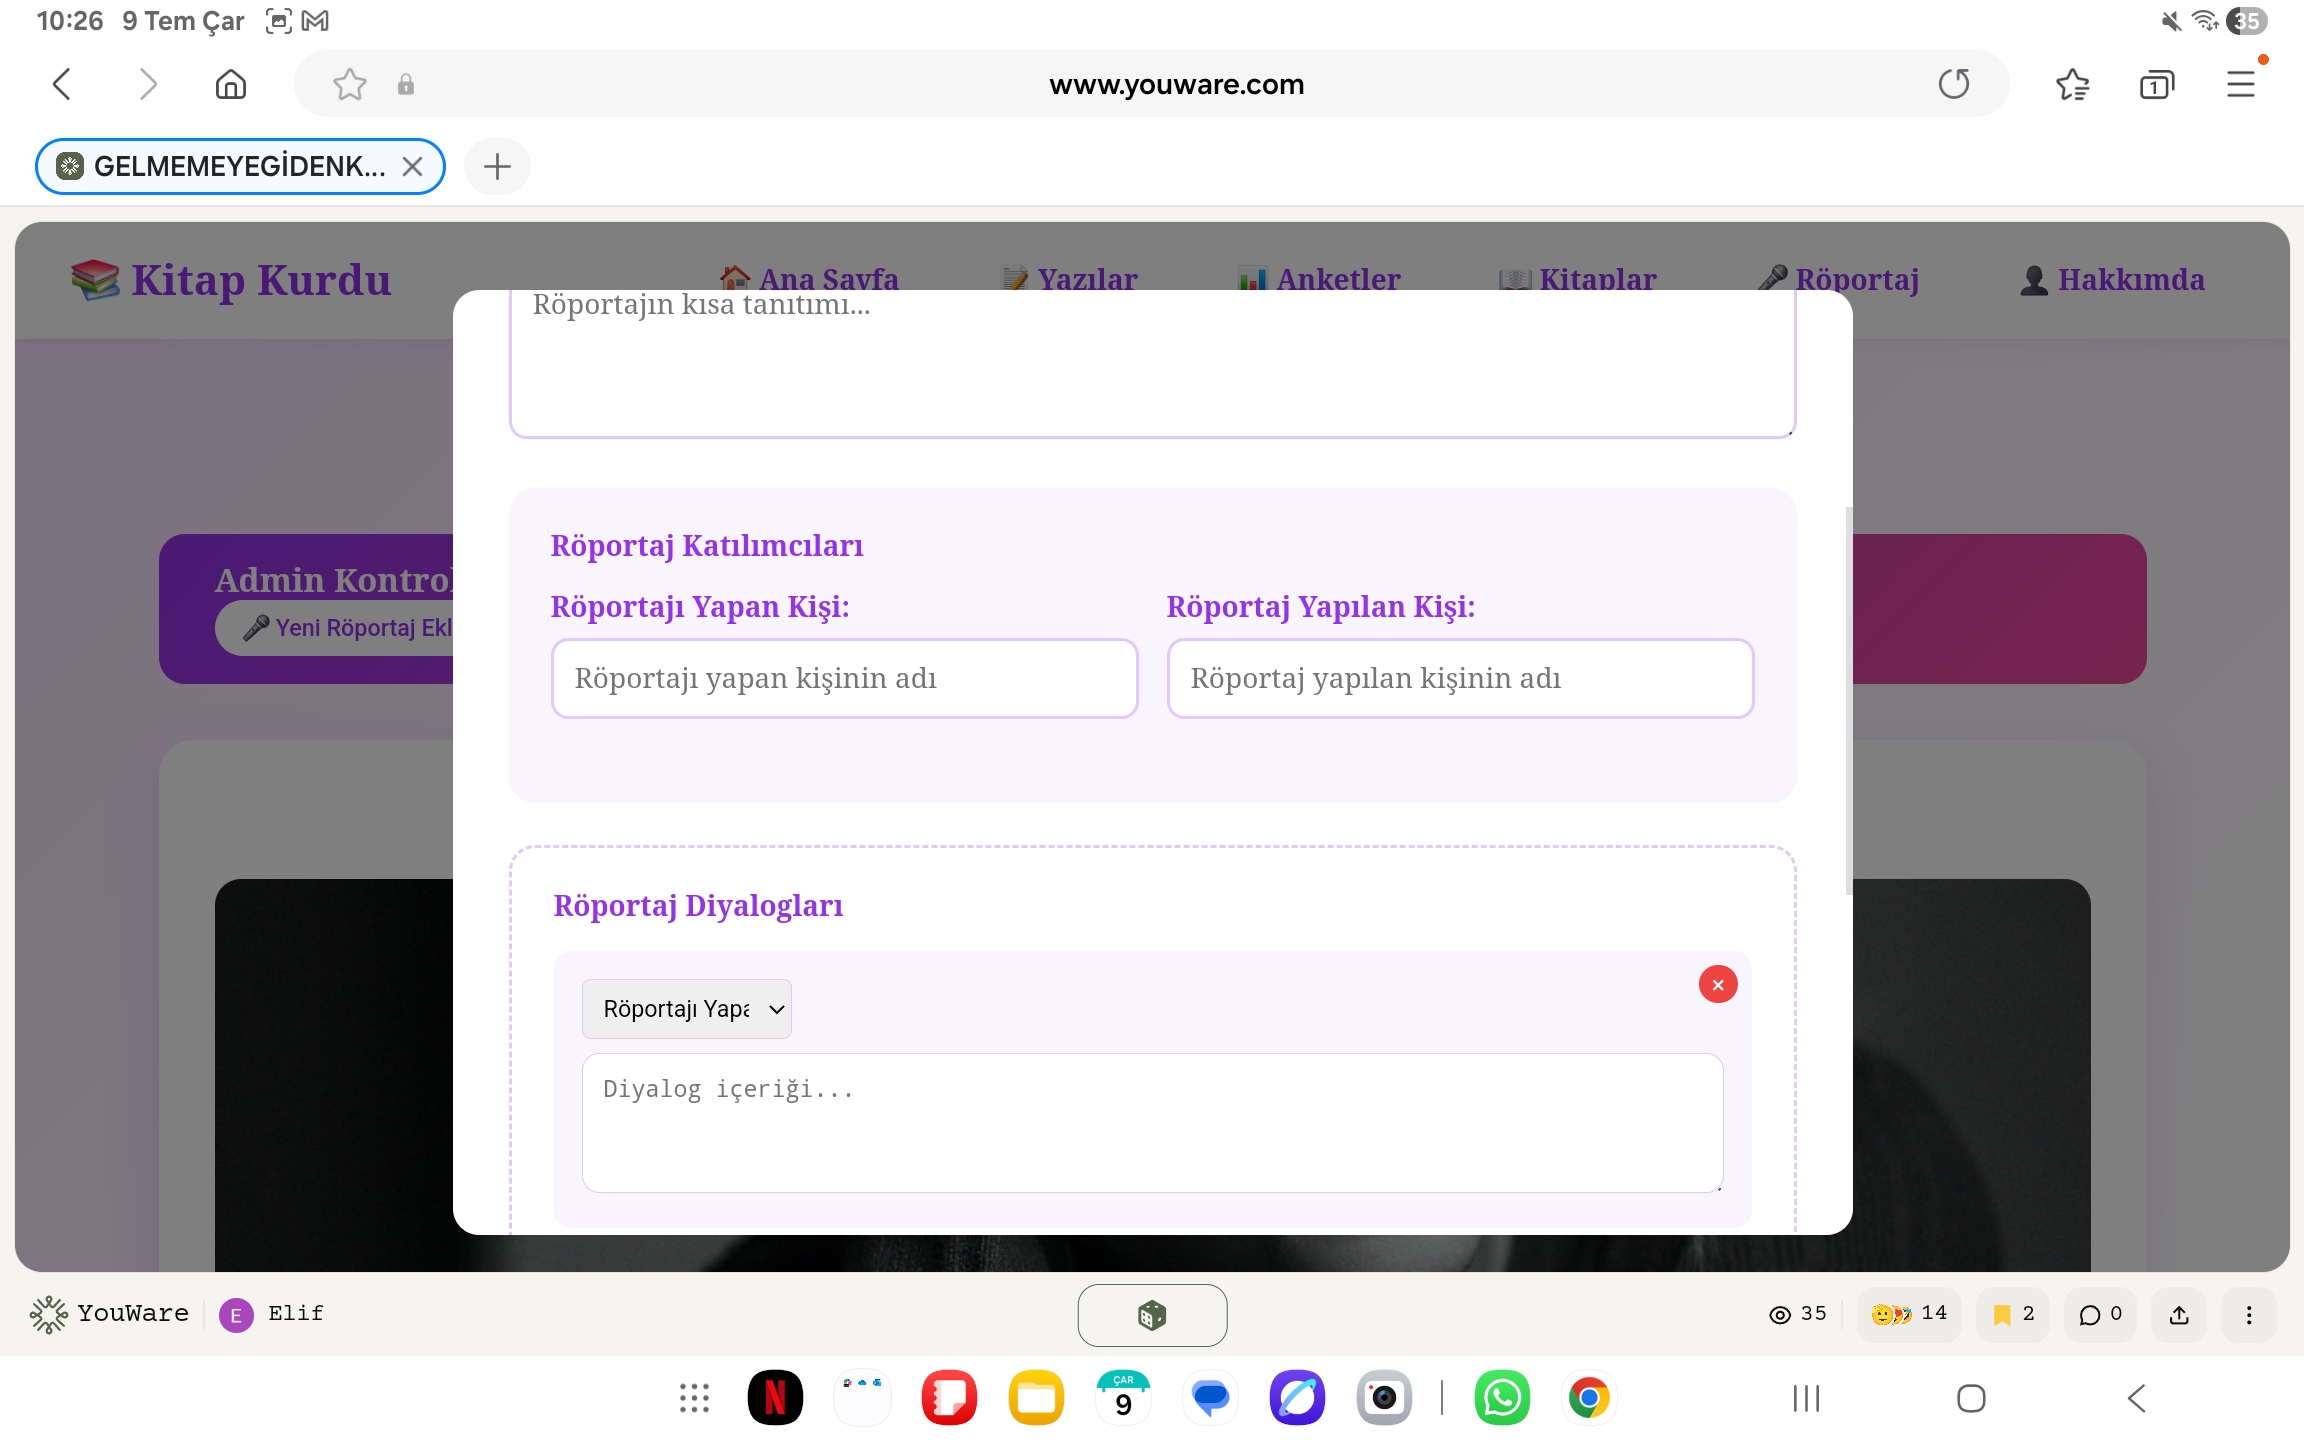 10:26 9 Tem Çar
35
www.youware.com
1
GELMEMEYEGİDENK...
Kitap Kurdu
Ana Sayfa
Yazılar
Anketler
Kitaplar
Röportaj
Hakkımda
Röportajın kısa tanıtımı...
Röportaj Katılımcıları
Röportajı Yapan Kişi:
Röportaj Yapılan Kişi:
Röportajı yapan kişinin adı
Röportaj yapılan kişinin adı
Admin Kontrol
Yeni Röportaj Ekl
Röportaj Diyalogları
Röportajı Yapa
Diyalog içeriği...
YouWare
E
Elif
35
14
2
0
N
ÇAR
9